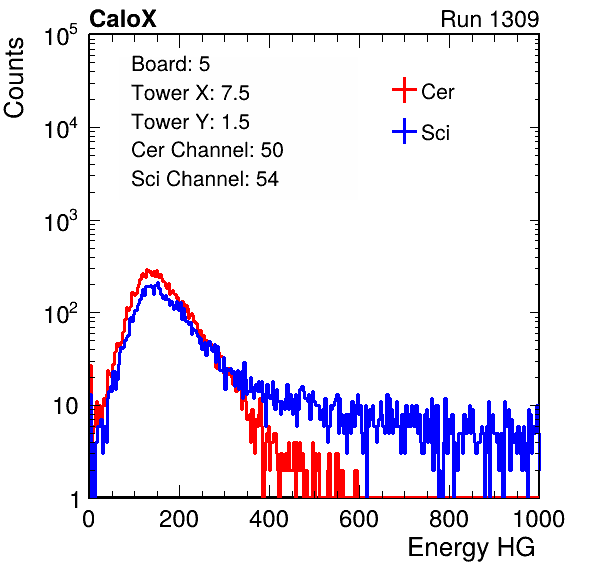 CaloX Run 1309
Counts
10^5
10^4
10^3
10^2
10
1
Board: 5
Tower X: 7.5
Tower Y: 1.5
Cer Channel: 50
Sci Channel: 54
Cer
Sci
0 200 400 600 800 1000
Energy HG